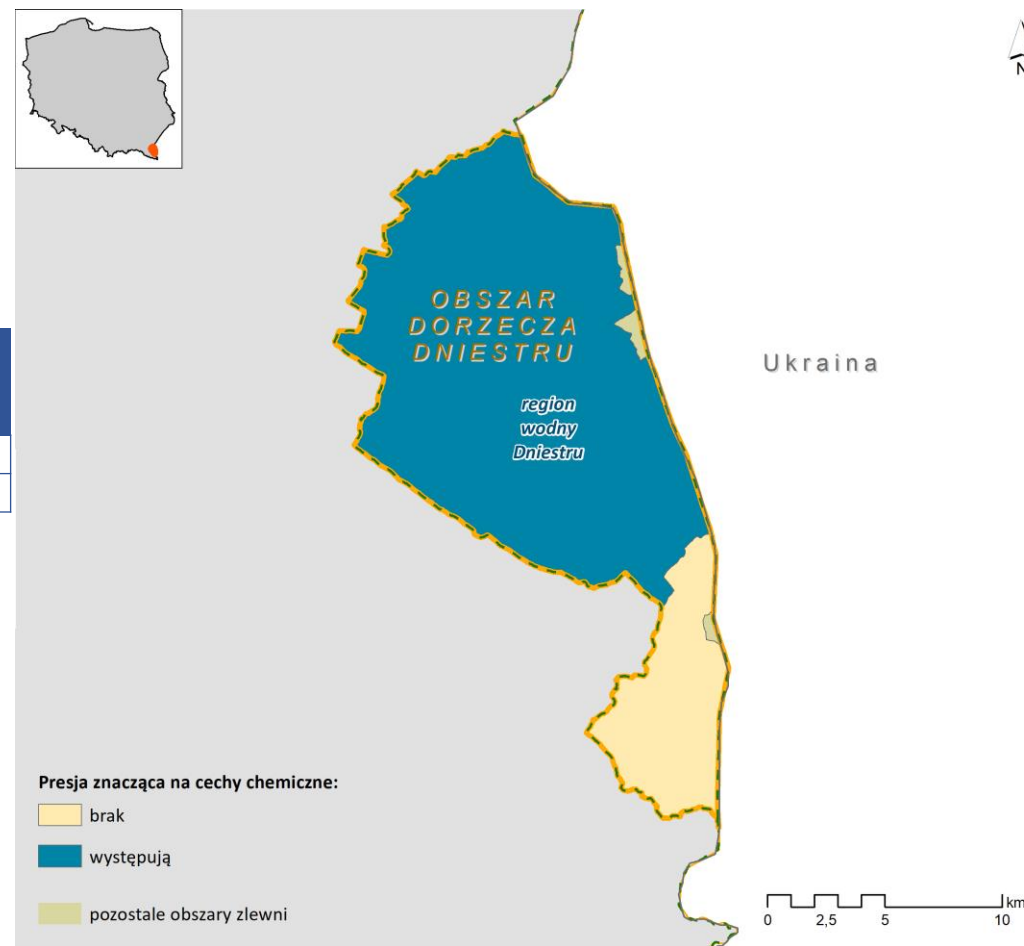 N
OBSZAR
DORZECZA
DNIESTRU
Ukraina
region
wodny
Dniestru
Presja znacząca na cechy chemiczne:
brak
występują
pozostałe obszary zlewni
km
0 2,5 5 10